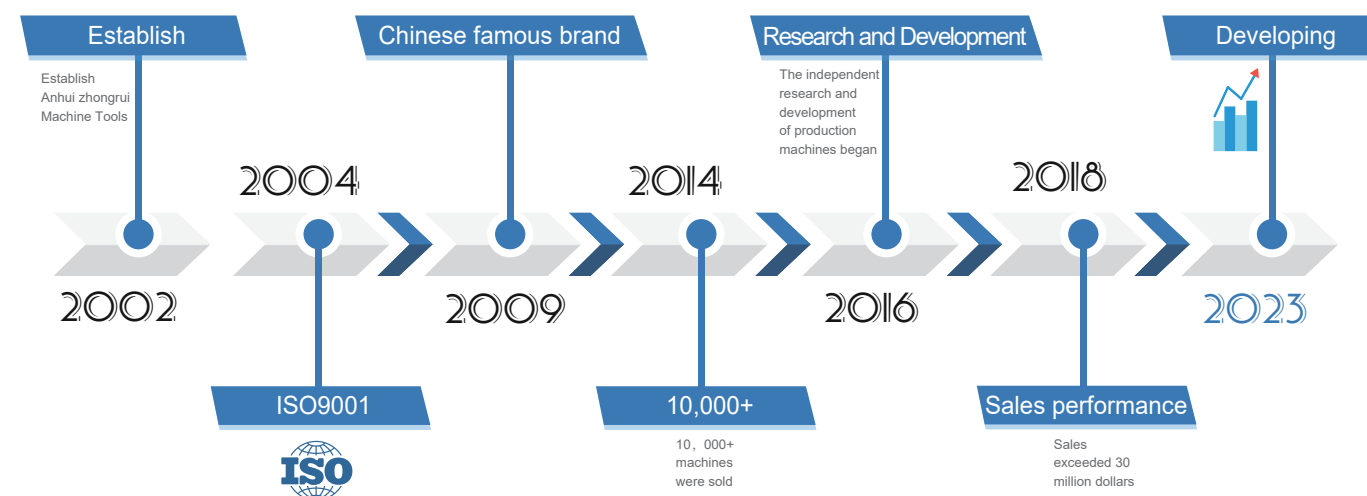 Establish
Establish
Anhui zhongrui
Machine Tools
2002
2004
ISO9001
ISO
Chinese famous brand
2009
2014
10,000+
10，000+
machines
were sold
Research and Development
The independent
research and
development
of production
machines began
2016
2018
Sales performance
Sales
exceeded 30
million dollars
Developing
2023